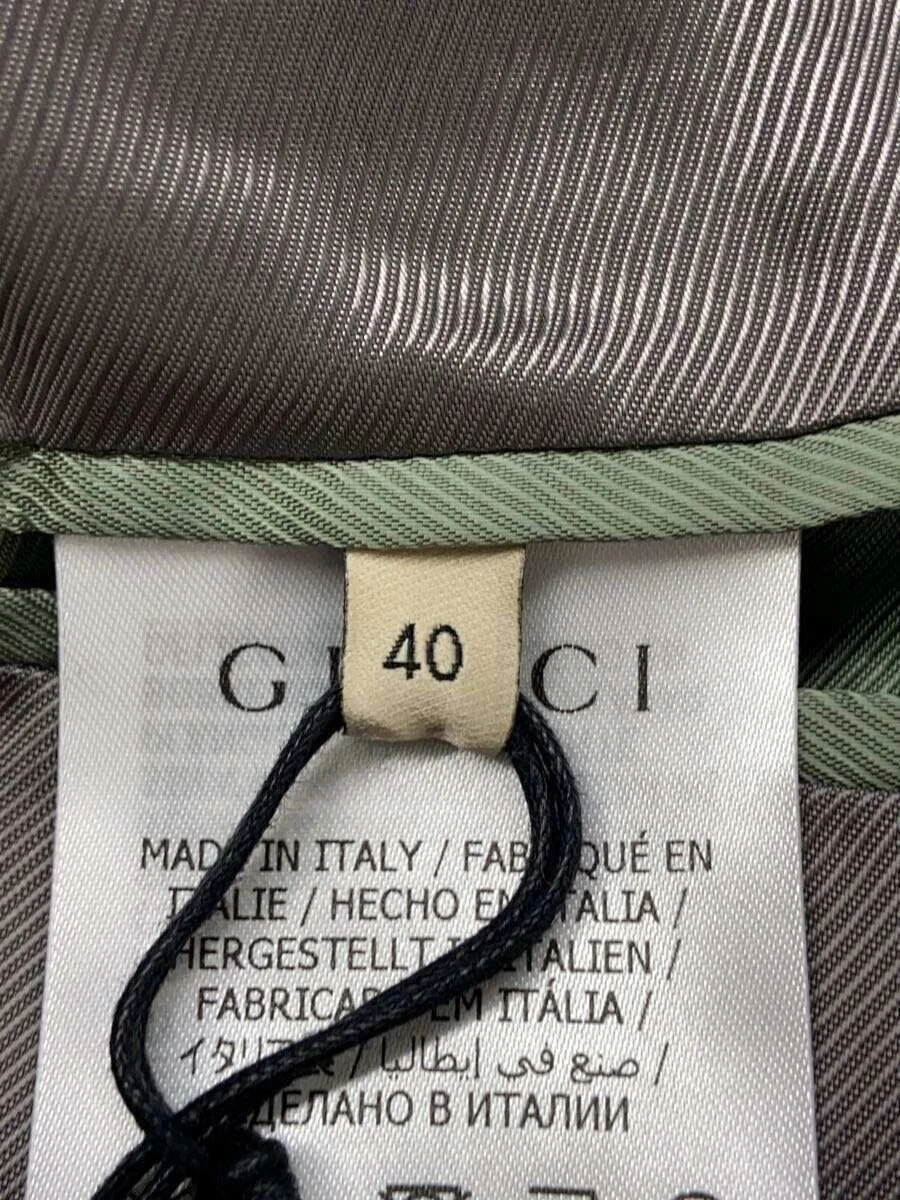 40
MADE IN ITALY / FABRIQUÉ EN
ITALIE / HECHO EN ITALIA /
HERGESTELLT IN ITALIEN /
FABRICADO EM ITÁLIA /
/ صنع في إيطاليا /
СДЕЛАНО В ИТАЛИИ
GUCCI